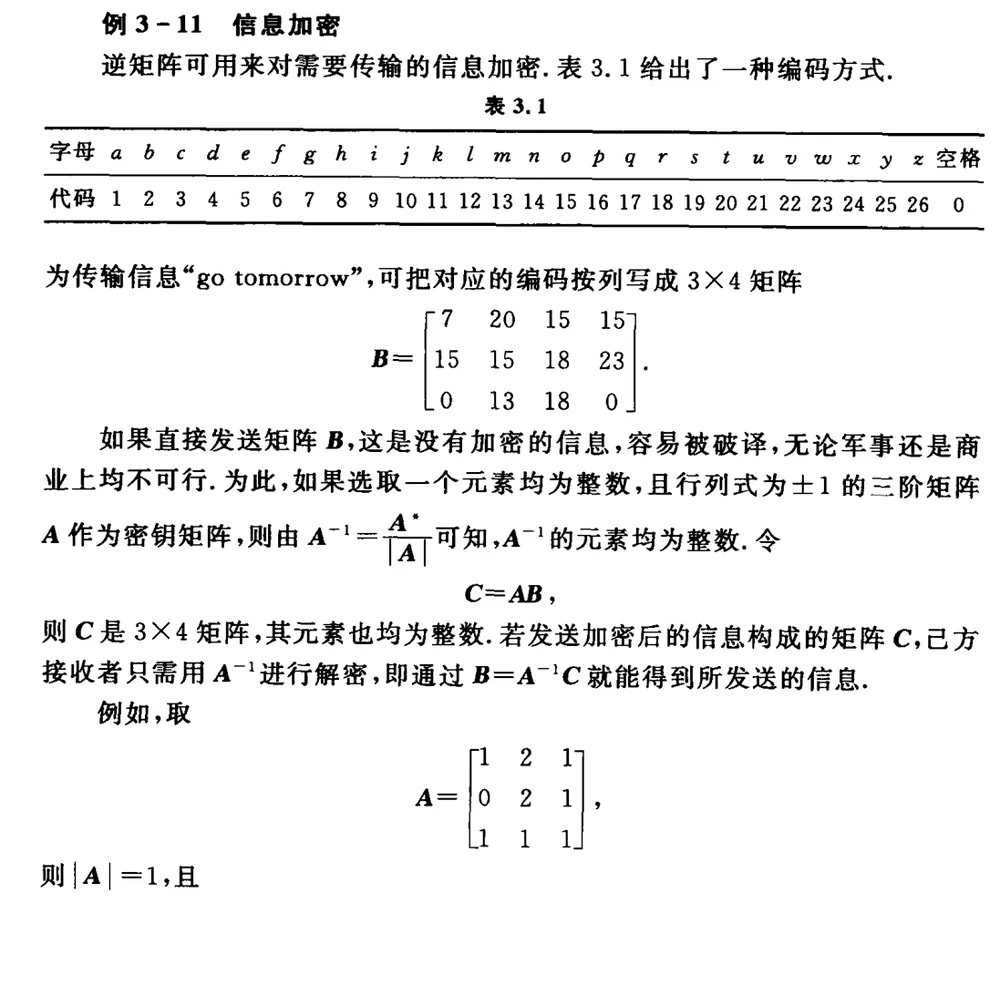 例 3-11 信息加密
逆矩阵可用来对需要传输的信息加密. 表 3.1 给出了一种编码方式.
表 3.1
字母 a b c d e f g h i j k l m n o p q r s t u v w x y z 空格
代码 1 2 3 4 5 6 7 8 9 10 11 12 13 14 15 16 17 18 19 20 21 22 23 24 25 26 0
为传输信息“go tomorrow”,可把对应的编码按列写成 3×4 矩阵
7 20 15 15
B= 15 15 18 23 .
0 13 18 0
如果直接发送矩阵 B,这是没有加密的信息,容易被破译,无论军事还是商
业上均不可行. 为此,如果选取一个元素均为整数,且行列式为±1 的三阶矩阵
A 作为密钥矩阵,则由 A⁻¹=A*/|A| 可知,A⁻¹的元素均为整数. 令
C=AB,
则 C 是 3×4 矩阵,其元素也均为整数. 若发送加密后的信息构成的矩阵 C,己方
接收者只需用 A⁻¹进行解密,即通过 B=A⁻¹C 就能得到所发送的信息.
例如,取
1 2 1
A= 0 2 1 ,
1 1 1
则|A|=1,且